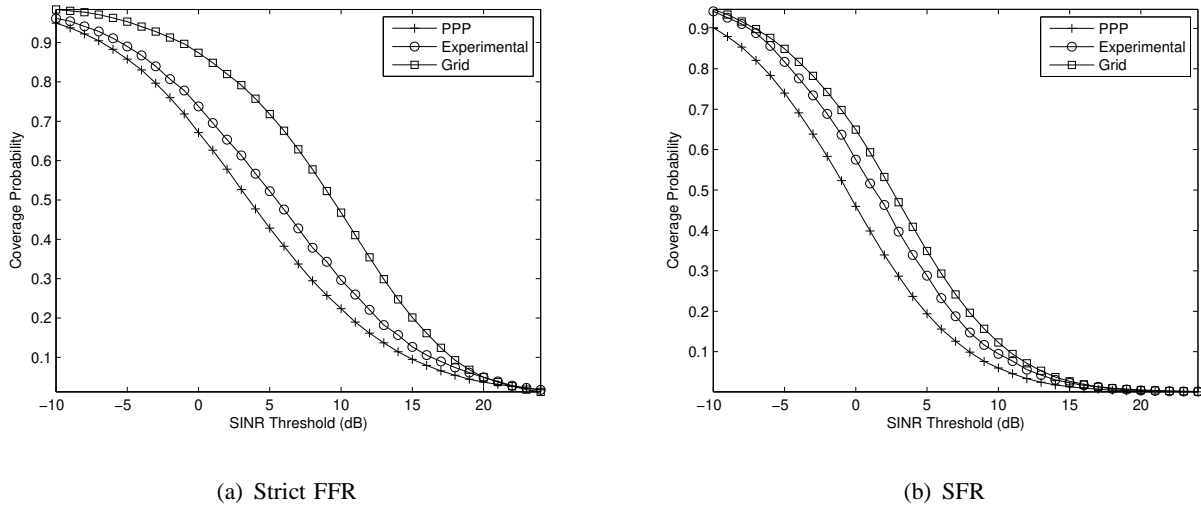 PPP
Experimental
Grid
0.9
0.8
0.7
0.6
0.5
0.4
0.3
0.2
0.1
Coverage Probability
−10 −5 0 5 10 15 20
SINR Threshold (dB)
(a) Strict FFR
PPP
Experimental
Grid
0.9
0.8
0.7
0.6
0.5
0.4
0.3
0.2
0.1
Coverage Probability
−10 −5 0 5 10 15 20
SINR Threshold (dB)
(b) SFR